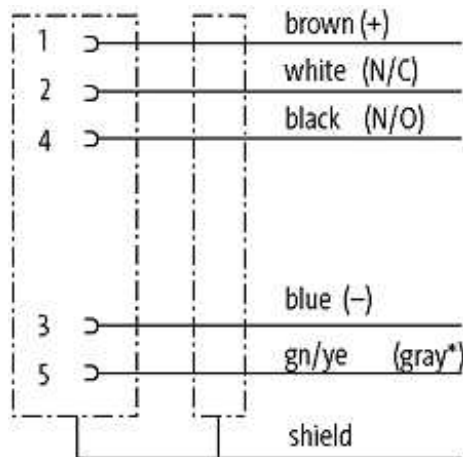 1 brown (+)
2 white (N/C)
4 black (N/O)
3 blue (–)
5 gn/ye (gray*)
shield